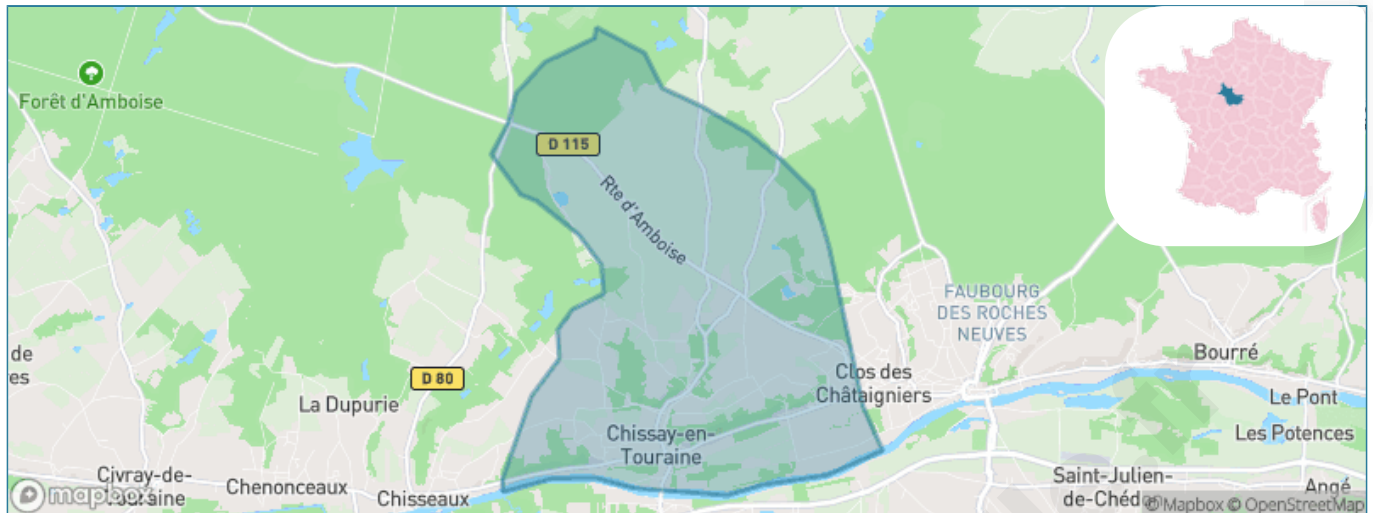 Forêt d'Amboise
D 115
Rte d'Amboise
FAUBOURG
DES ROCHES
NEUVES
de
es
D 80
Bourré
Clos des
Châtaigniers
La Dupurie
Le Pont
Chissay-en-
Touraine
Les Potences
Civray-de-
Touraine
Chenonceaux
Chisseaux
Saint-Julien-
de-Chédon
Angé
mapbox
© Mapbox © OpenStreetMap